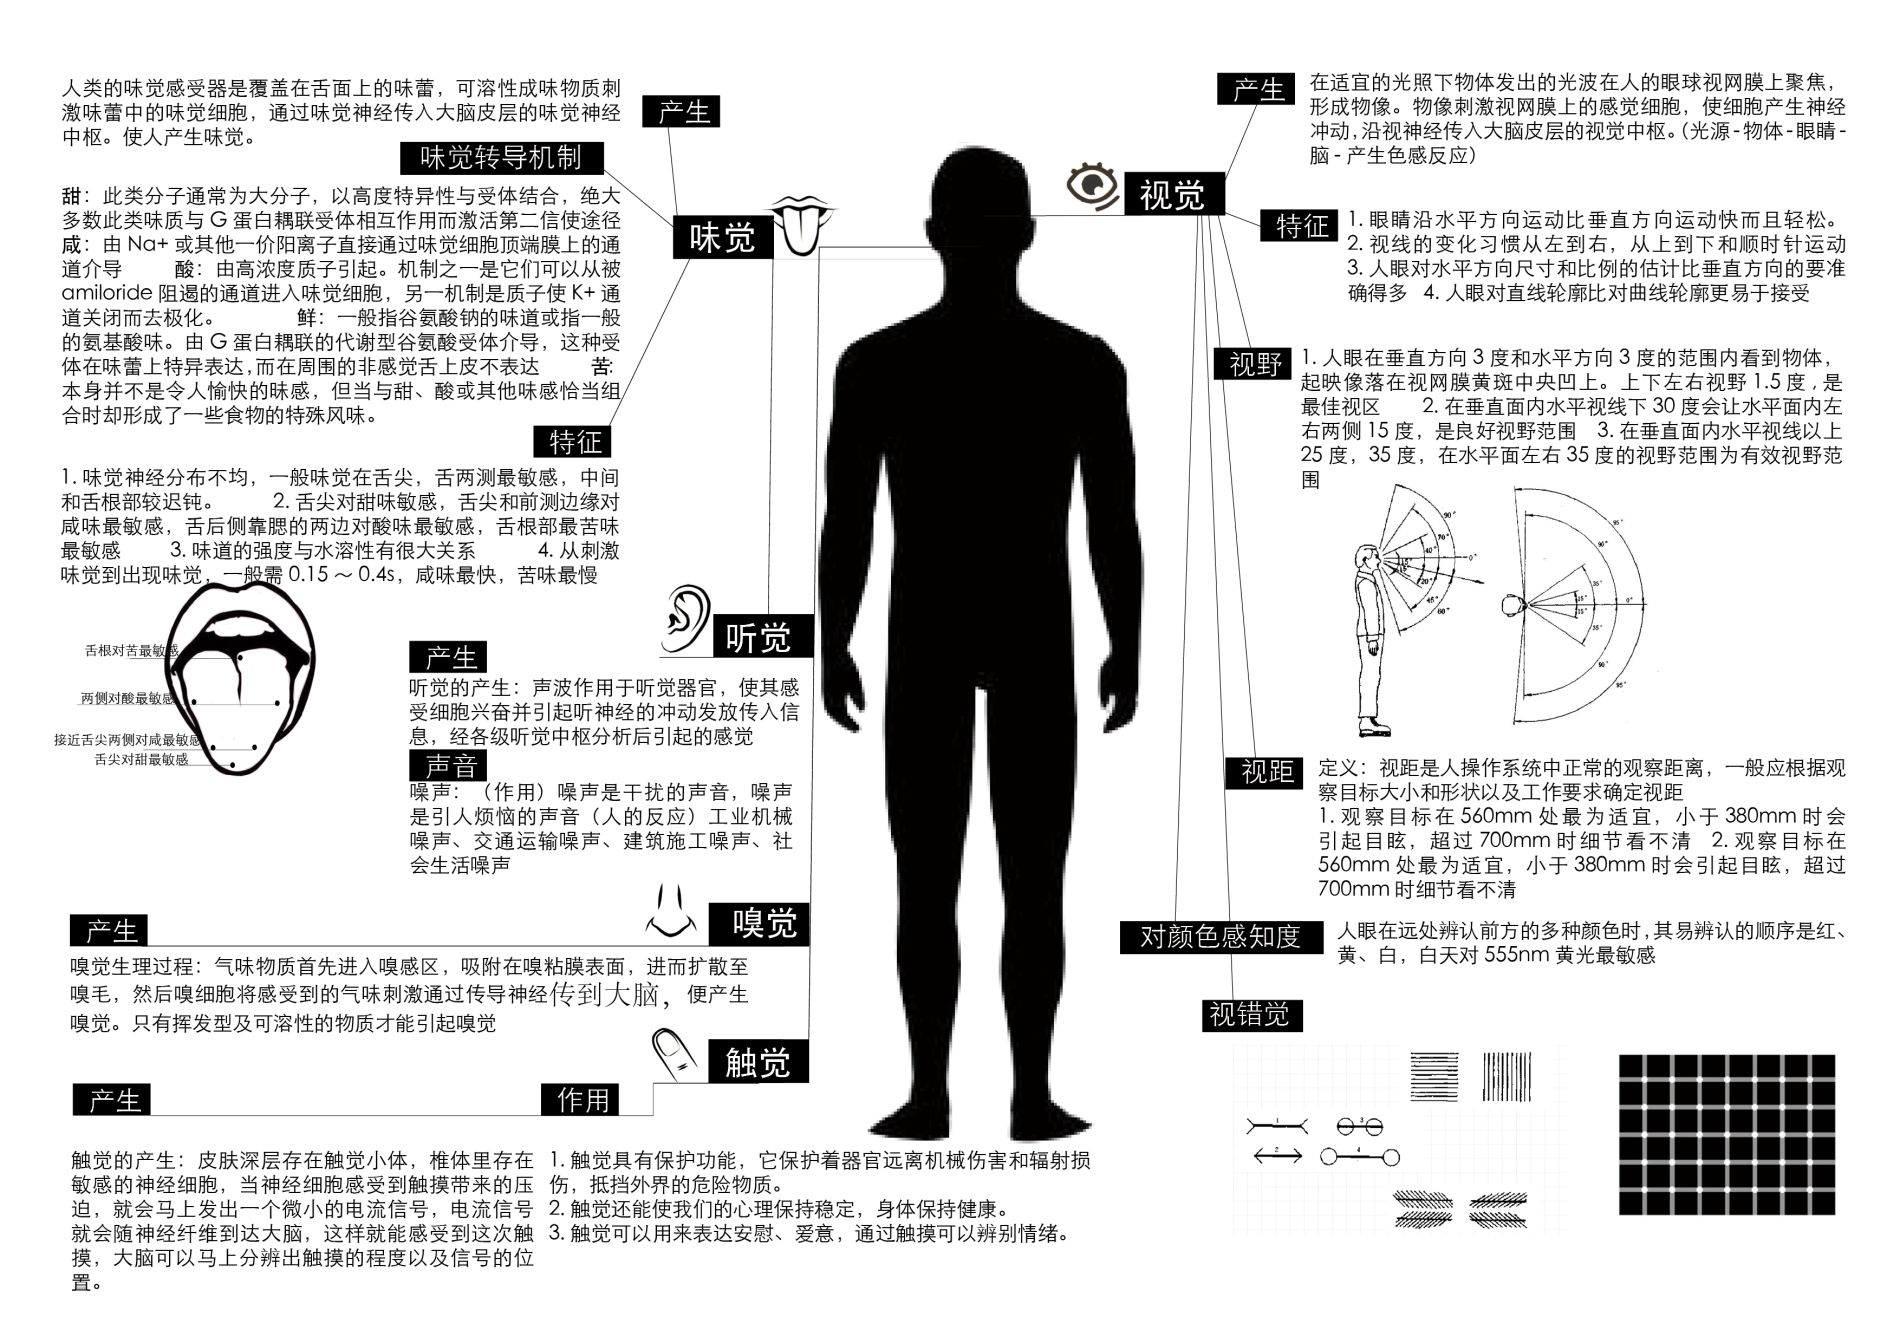 人类的味觉感受器是覆盖在舌面上的味蕾，可溶性成味物质刺
激味蕾中的味觉细胞，通过味觉神经传入大脑皮层的味觉神经
中枢。使人产生味觉。
产生
味觉转导机制
甜：此类分子通常为大分子，以高度特异性与受体结合，绝大
多数此类味质与 G 蛋白耦联受体相互作用而激活第二信使途径
咸：由 Na+ 或其他一价阳离子直接通过味觉细胞顶端膜上的通
道介导 酸：由高浓度质子引起。机制之一是它们可以从被
amiloride 阻遏的通道进入味觉细胞，另一机制是质子使 K+ 通
道关闭而去极化。 鲜：一般指谷氨酸钠的味道或指一般
的氨基酸味。由 G 蛋白耦联的代谢型谷氨酸受体介导，这种受
体在味蕾上特异表达,而在周围的非感觉舌上皮不表达 苦:
本身并不是令人愉快的昧感，但当与甜、酸或其他味感恰当组
合时却形成了一些食物的特殊风味。
味觉
特征
1. 味觉神经分布不均，一般味觉在舌尖，舌两测最敏感，中间
和舌根部较迟钝。 2. 舌尖对甜味敏感，舌尖和前测边缘对
咸味最敏感，舌后侧靠腮的两边对酸味最敏感，舌根部最苦味
最敏感 3. 味道的强度与水溶性有很大关系 4. 从刺激
味觉到出现味觉，一般需 0.15 ～ 0.4s，咸味最快，苦味最慢
舌根对苦最敏感
两侧对酸最敏感
接近舌尖两侧对咸最敏感
舌尖对甜最敏感
听觉
产生
听觉的产生：声波作用于听觉器官，使其感
受细胞兴奋并引起听神经的冲动发放传入信
息，经各级听觉中枢分析后引起的感觉
声音
噪声：（作用）噪声是干扰的声音，噪声
是引人烦恼的声音（人的反应）工业机械
噪声、交通运输噪声、建筑施工噪声、社
会生活噪声
嗅觉
产生
嗅觉生理过程：气味物质首先进入嗅感区，吸附在嗅粘膜表面，进而扩散至
嗅毛，然后嗅细胞将感受到的气味刺激通过传导神经传到大脑，便产生
嗅觉。只有挥发型及可溶性的物质才能引起嗅觉
触觉
产生
作用
触觉的产生：皮肤深层存在触觉小体，椎体里存在
敏感的神经细胞，当神经细胞感受到触摸带来的压
迫，就会马上发出一个微小的电流信号，电流信号
就会随神经纤维到达大脑，这样就能感受到这次触
摸，大脑可以马上分辨出触摸的程度以及信号的位
置。
1. 触觉具有保护功能，它保护着器官远离机械伤害和辐射损
伤，抵挡外界的危险物质。
2. 触觉还能使我们的心理保持稳定，身体保持健康。
3. 触觉可以用来表达安慰、爱意，通过触摸可以辨别情绪。
产生
在适宜的光照下物体发出的光波在人的眼球视网膜上聚焦，
形成物像。物像刺激视网膜上的感觉细胞，使细胞产生神经
冲动,沿视神经传入大脑皮层的视觉中枢。(光源-物体-眼睛-
脑-产生色感反应)
视觉
特征
1. 眼睛沿水平方向运动比垂直方向运动快而且轻松。
2. 视线的变化习惯从左到右，从上到下和顺时针运动
3. 人眼对水平方向尺寸和比例的估计比垂直方向的要准
确得多 4. 人眼对直线轮廓比对曲线轮廓更易于接受
视野
1. 人眼在垂直方向 3 度和水平方向 3 度的范围内看到物体，
起映像落在视网膜黄斑中央凹上。上下左右视野 1.5 度，是
最佳视区 2. 在垂直面内水平视线下 30 度会让水平面内左
右两侧 15 度，是良好视野范围 3. 在垂直面内水平视线以上
25 度，35 度，在水平面左右 35 度的视野范围为有效视野范
围
90°
70°
40°
0°
15°
20°
45°
60°
95°
90°
35°
15°
0°
15°
35°
90°
95°
视距
定义：视距是人操作系统中正常的观察距离，一般应根据观
察目标大小和形状以及工作要求确定视距
1. 观察目标在 560mm 处最为适宜，小于 380mm 时会
引起目眩，超过 700mm 时细节看不清 2. 观察目标在
560mm 处最为适宜，小于 380mm 时会引起目眩，超过
700mm 时细节看不清
对颜色感知度
人眼在远处辨认前方的多种颜色时,其易辨认的顺序是红、
黄、白，白天对 555nm 黄光最敏感
视错觉
1
3
2
4